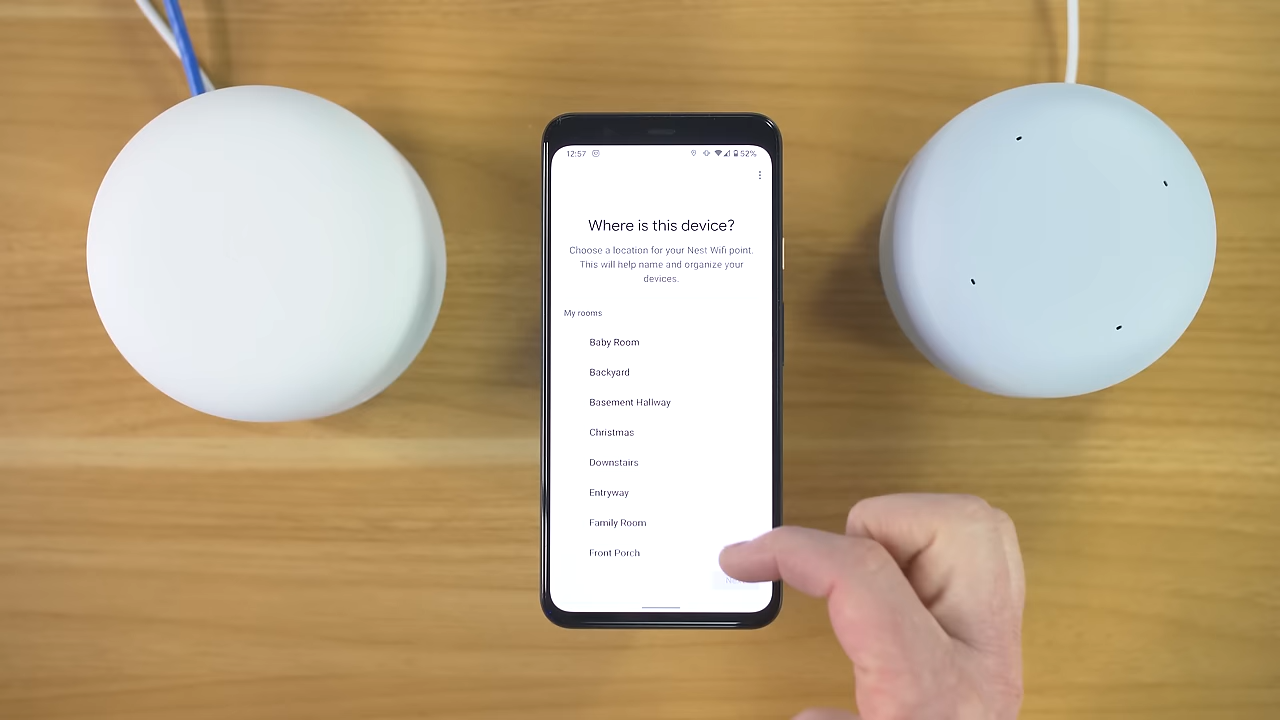 12:57
52%
Where is this device?
Choose a location for your Nest Wifi point.
This will help name and organize your
devices.
My rooms
Baby Room
Backyard
Basement Hallway
Christmas
Downstairs
Entryway
Family Room
Front Porch